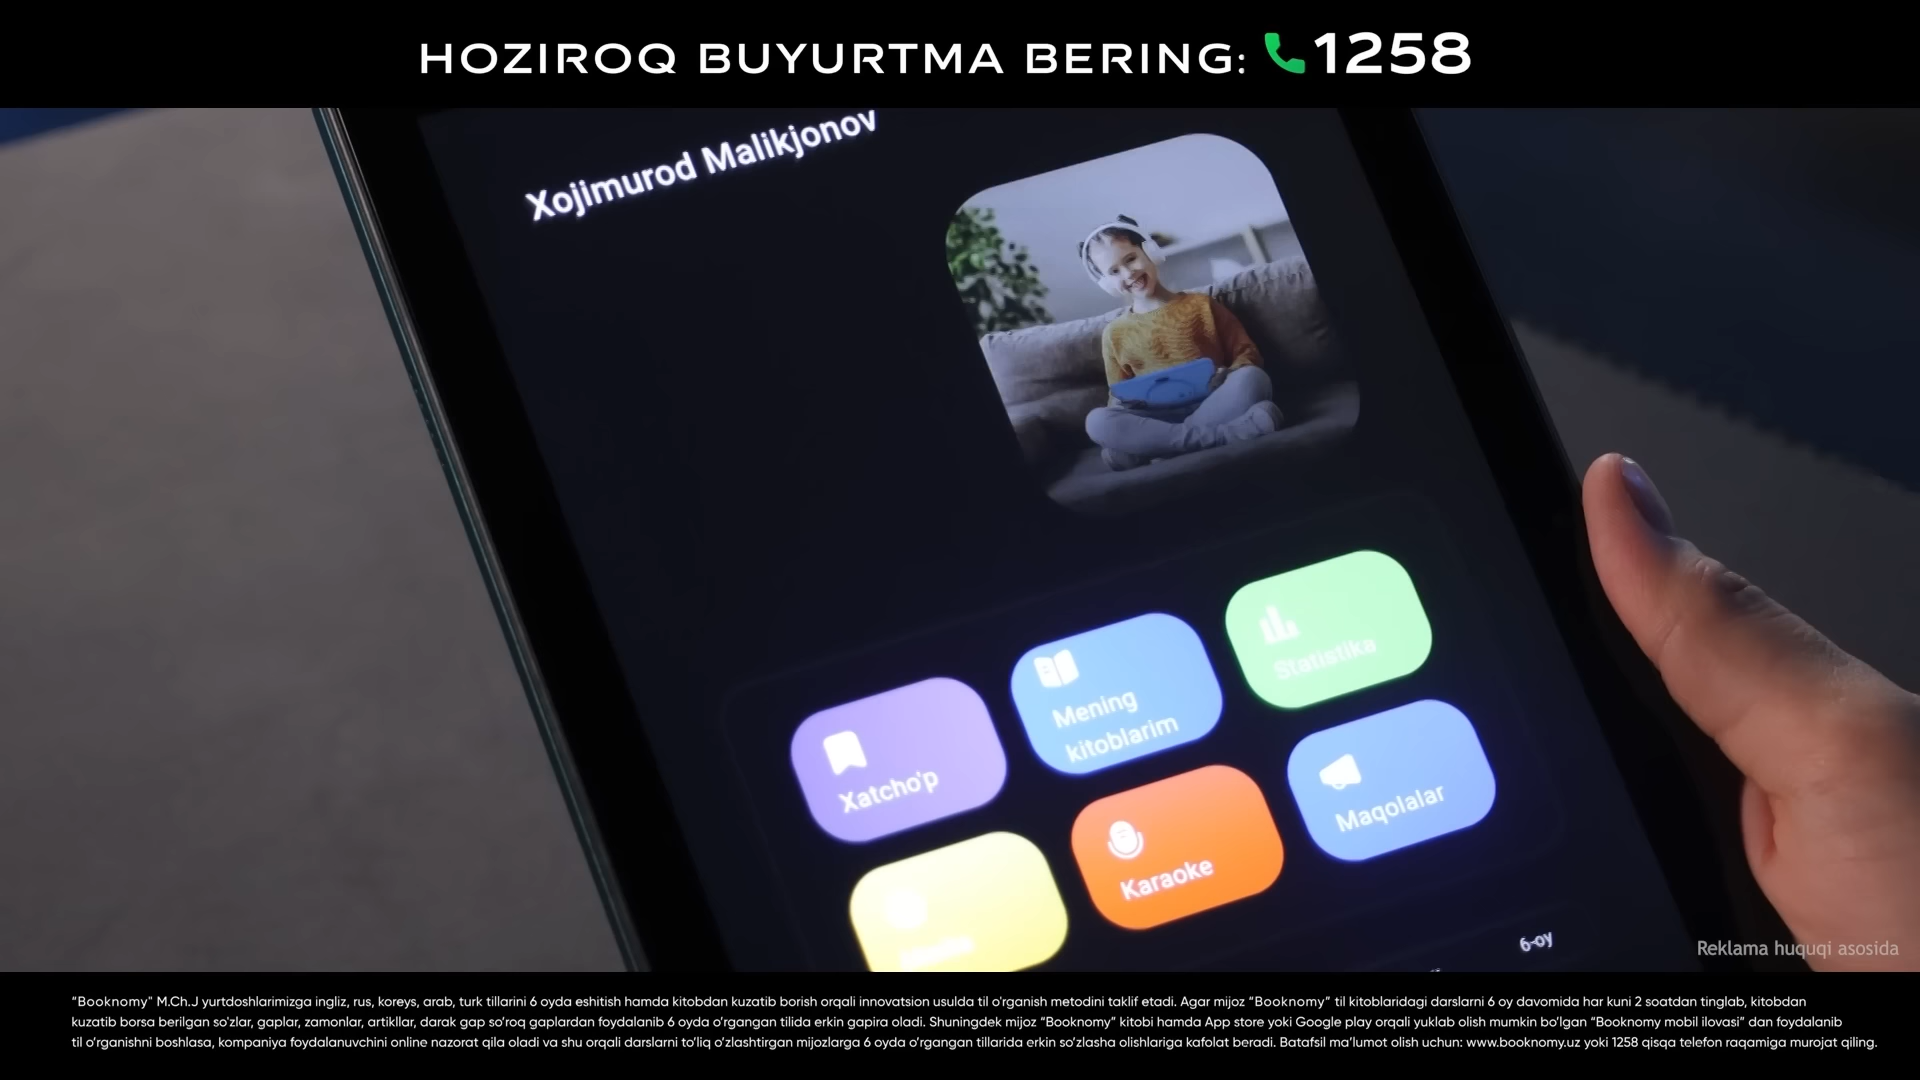 HOZIROQ BUYURTMA BERING: 1258
Xojimurod Malikjonov
Statistika
Mening
kitoblarim
Xatcho'p
Maqolalar
Karaoke
6-oy
Reklama huquqi asosida
“Booknomy" M.Ch.J yurtdoshlarimizga ingliz, rus, koreys, arab, turk tillarini 6 oyda eshitish hamda kitobdan kuzatib borish orqali innovatsion usulda til o'rganish metodini taklif etadi. Agar mijoz “Booknomy” til kitoblaridagi darslarni 6 oy davomida har kuni 2 soatdan tinglab, kitobdan
kuzatib borsa berilgan so'zlar, gaplar, zamonlar, artikllar, darak gap so‘roq gaplardan foydalanib 6 oyda o‘rgangan tilida erkin gapira oladi. Shuningdek mijoz “Booknomy” kitobi hamda App store yoki Google play orqali yuklab olish mumkin bo‘lgan “Booknomy mobil ilovasi” dan foydalanib
til o‘rganishni boshlasa, kompaniya foydalanuvchini online nazorat qila oladi va shu orqali darslarni to‘liq o‘zlashtirgan mijozlarga 6 oyda o‘rgangan tillarida erkin so‘zlasha olishlariga kafolat beradi. Batafsil ma’lumot olish uchun: www.booknomy.uz yoki 1258 qisqa telefon raqamiga murojat qiling.